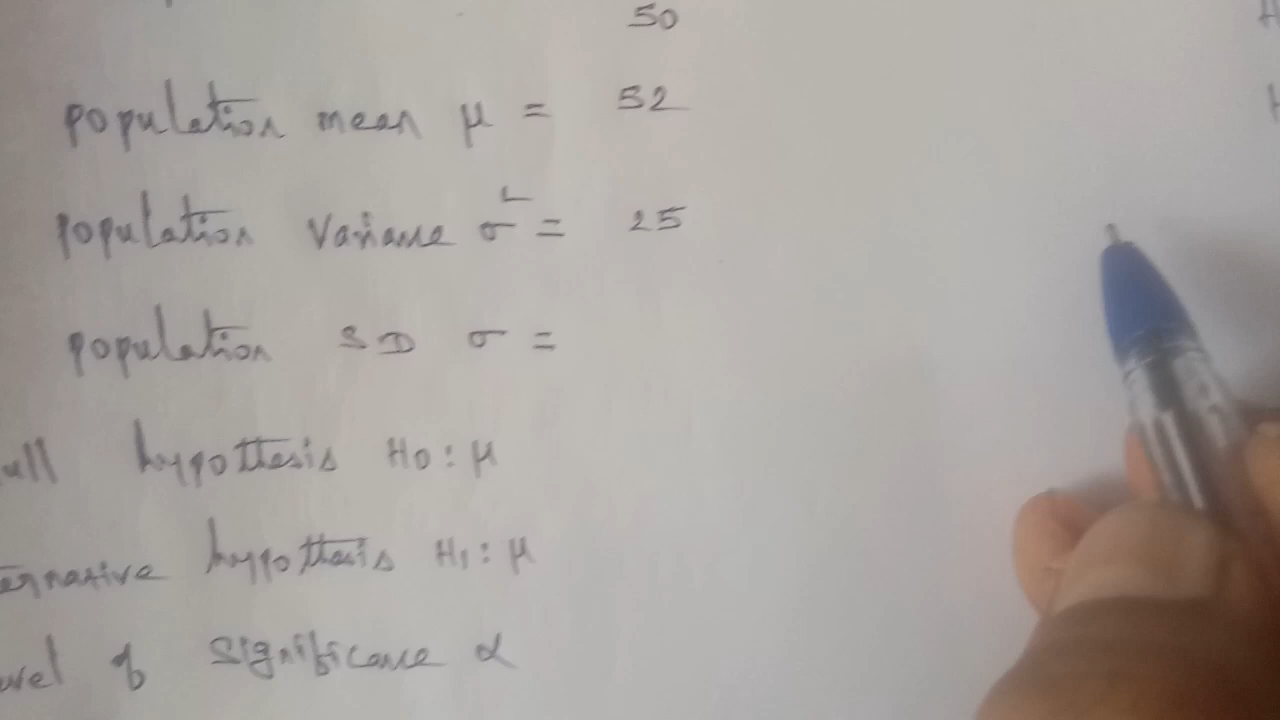 50
population mean μ = 52
population variance σ² = 25
population SD σ =
ull hypothesis H0 : μ
ernative hypothesis H1 : μ
vel of significance α